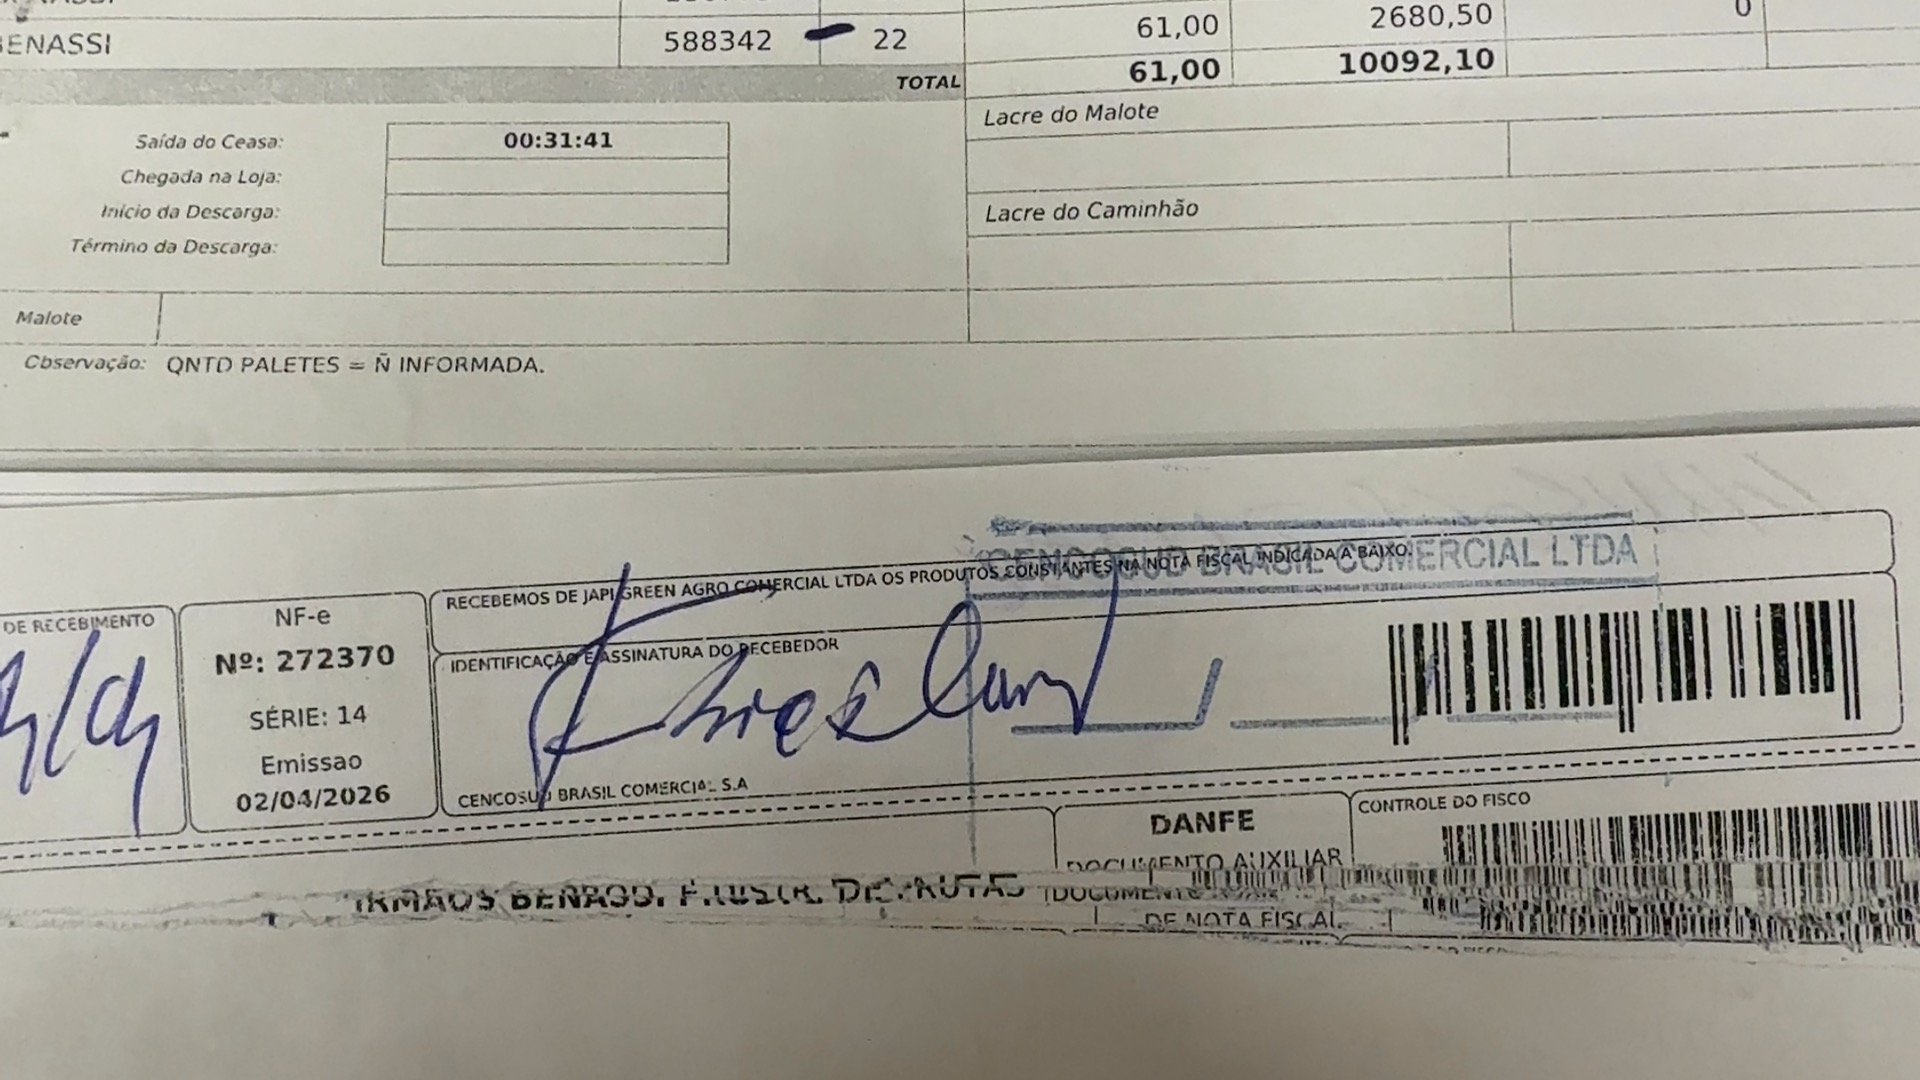 61,00 2680,50 0
BENASSI 588342 22
TOTAL 61,00 10092,10
Saída do Ceasa: 00:31:41
Chegada na Loja:
Início da Descarga:
Término da Descarga:
Lacre do Malote
Lacre do Caminhão
Malote
Observação: QNTD PALETES = Ñ INFORMADA.
CENCOSUD BRASIL COMERCIAL LTDA
RECEBEMOS DE JAPI GREEN AGRO COMERCIAL LTDA OS PRODUTOS CONSTANTES NA NOTA FISCAL INDICADA A BAIXO.
DE RECEBIMENTO
NF-e
Nº: 272370
SÉRIE: 14
Emissao
02/04/2026
IDENTIFICAÇÃO E ASSINATURA DO RECEBEDOR
CENCOSUD BRASIL COMERCIAL S.A
DANFE
DOCUMENTO AUXILIAR
DOCUMENTO
DE NOTA FISCAL
CONTROLE DO FISCO
IRMÃOS